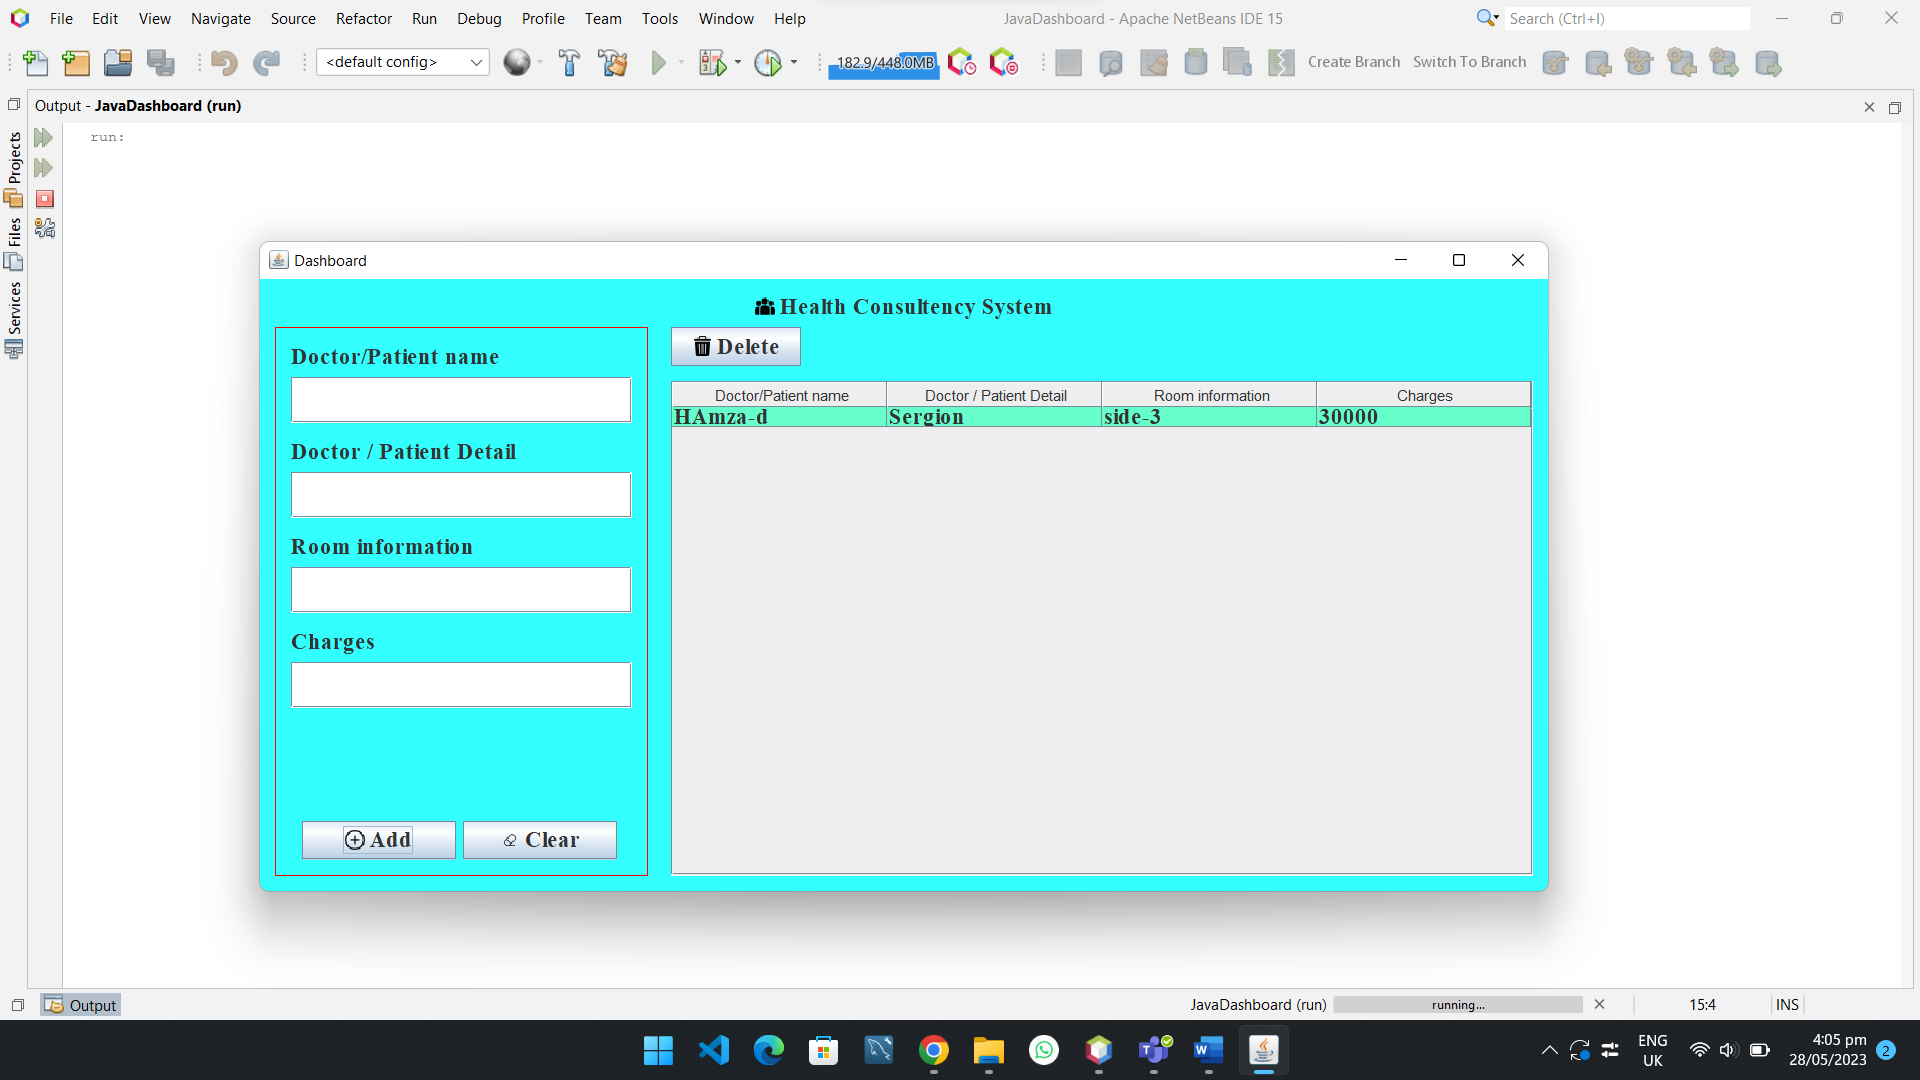 File Edit View Navigate Source Refactor Run Debug Profile Team Tools Window Help
JavaDashboard - Apache NetBeans IDE 15
Search (Ctrl+I)
<default config>
182.9/448.0MB
Create Branch Switch To Branch
Output - JavaDashboard (run)
run:
Projects
Files
Services
Dashboard
Health Consultency System
Doctor/Patient name
Doctor / Patient Detail
Room information
Charges
Add
Clear
Delete
Doctor/Patient name Doctor / Patient Detail Room information Charges
HAmza-d Sergion side-3 30000
Output
JavaDashboard (run)
running...
15:4
INS
ENG
UK
4:05 pm
28/05/2023
2